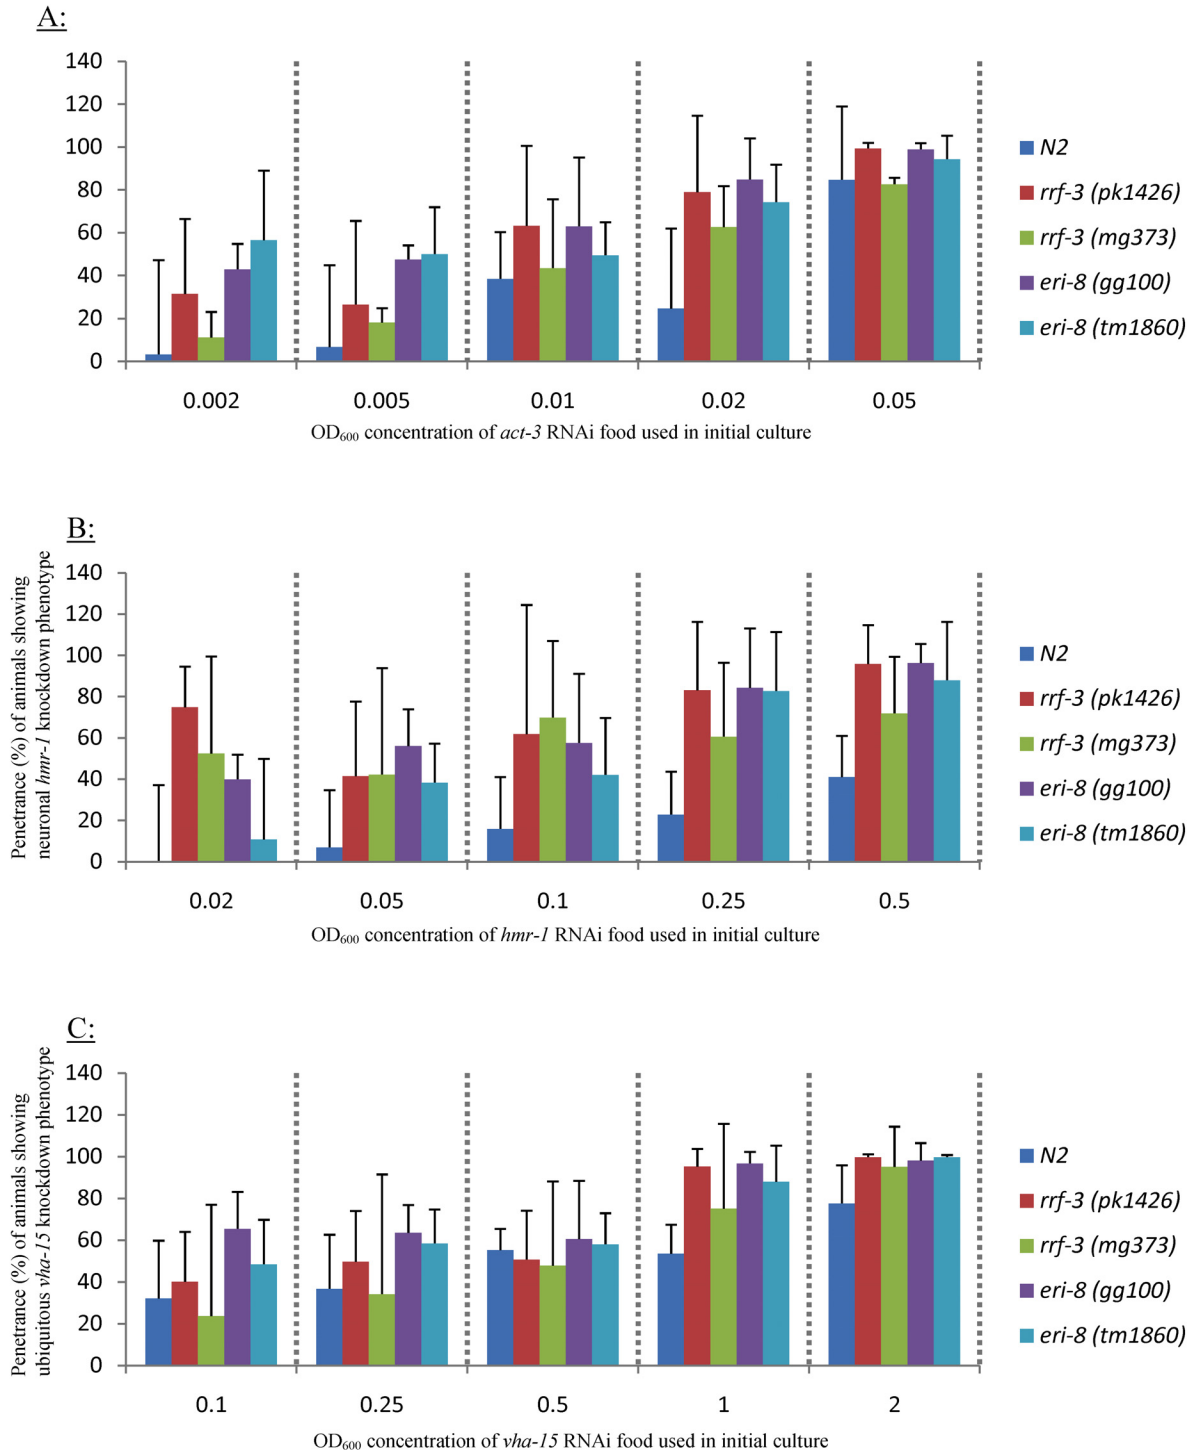 A:
140
120
100
80
60
40
20
0
0.002 0.005 0.01 0.02 0.05
OD600 concentration of act-3 RNAi food used in initial culture
N2
rrf-3 (pk1426)
rrf-3 (mg373)
eri-8 (gg100)
eri-8 (tm1860)
B:
Penetrance (%) of animals showing
neuronal hmr-1 knockdown phenotype
140
120
100
80
60
40
20
0
0.02 0.05 0.1 0.25 0.5
OD600 concentration of hmr-1 RNAi food used in initial culture
N2
rrf-3 (pk1426)
rrf-3 (mg373)
eri-8 (gg100)
eri-8 (tm1860)
C:
Penetrance (%) of animals showing
ubiquitous vha-15 knockdown phenotype
140
120
100
80
60
40
20
0
0.1 0.25 0.5 1 2
OD600 concentration of vha-15 RNAi food used in initial culture
N2
rrf-3 (pk1426)
rrf-3 (mg373)
eri-8 (gg100)
eri-8 (tm1860)